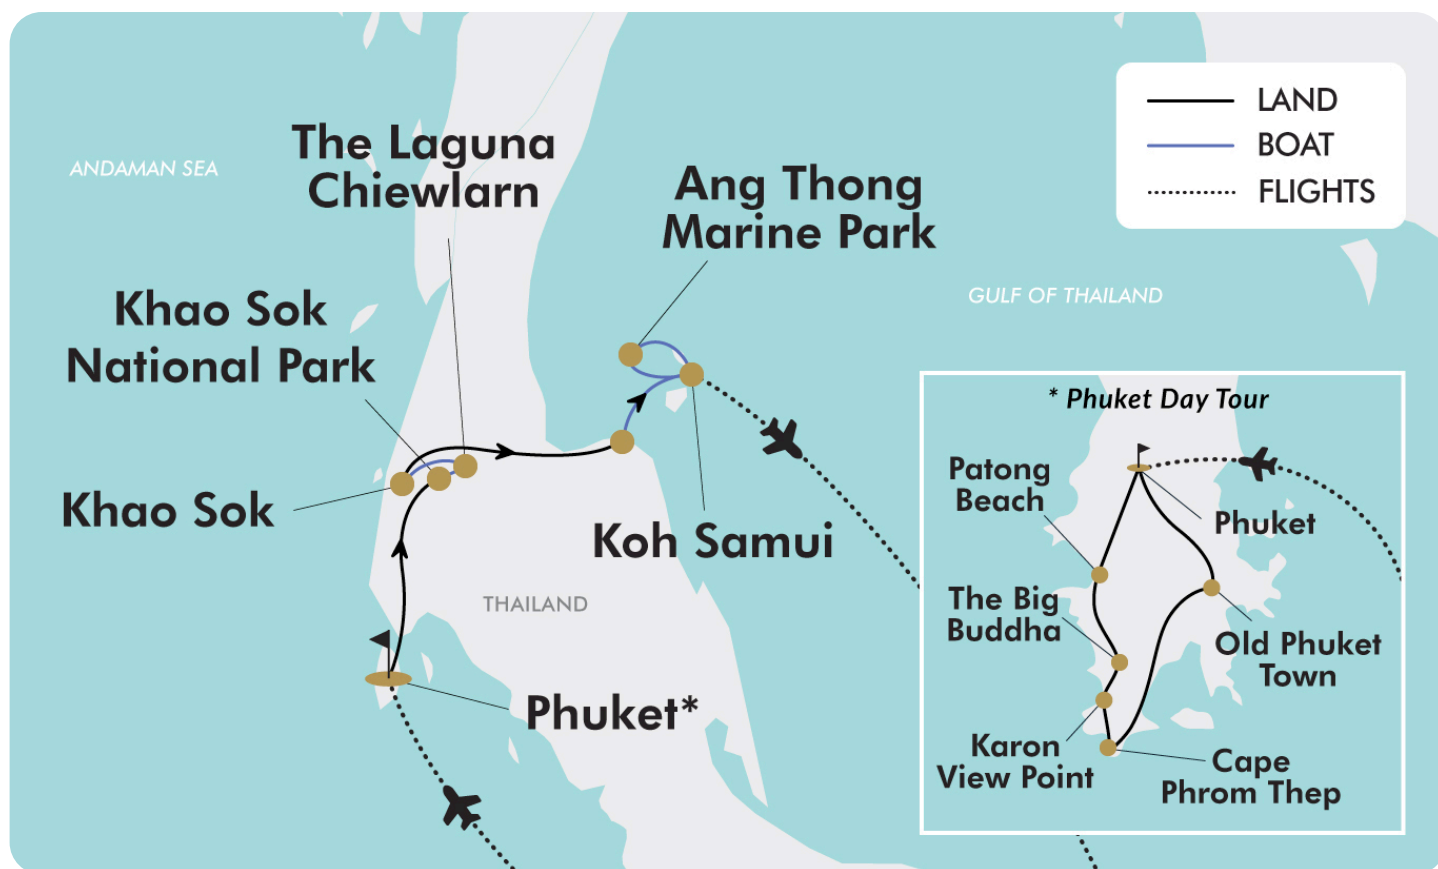 ANDAMAN SEA
The Laguna
Chiewlarn
Ang Thong
Marine Park
LAND
BOAT
FLIGHTS
GULF OF THAILAND
Khao Sok
National Park
Khao Sok
Koh Samui
THAILAND
Phuket*
* Phuket Day Tour
Patong
Beach
Phuket
The Big
Buddha
Old Phuket
Town
Karon
View Point
Cape
Phrom Thep